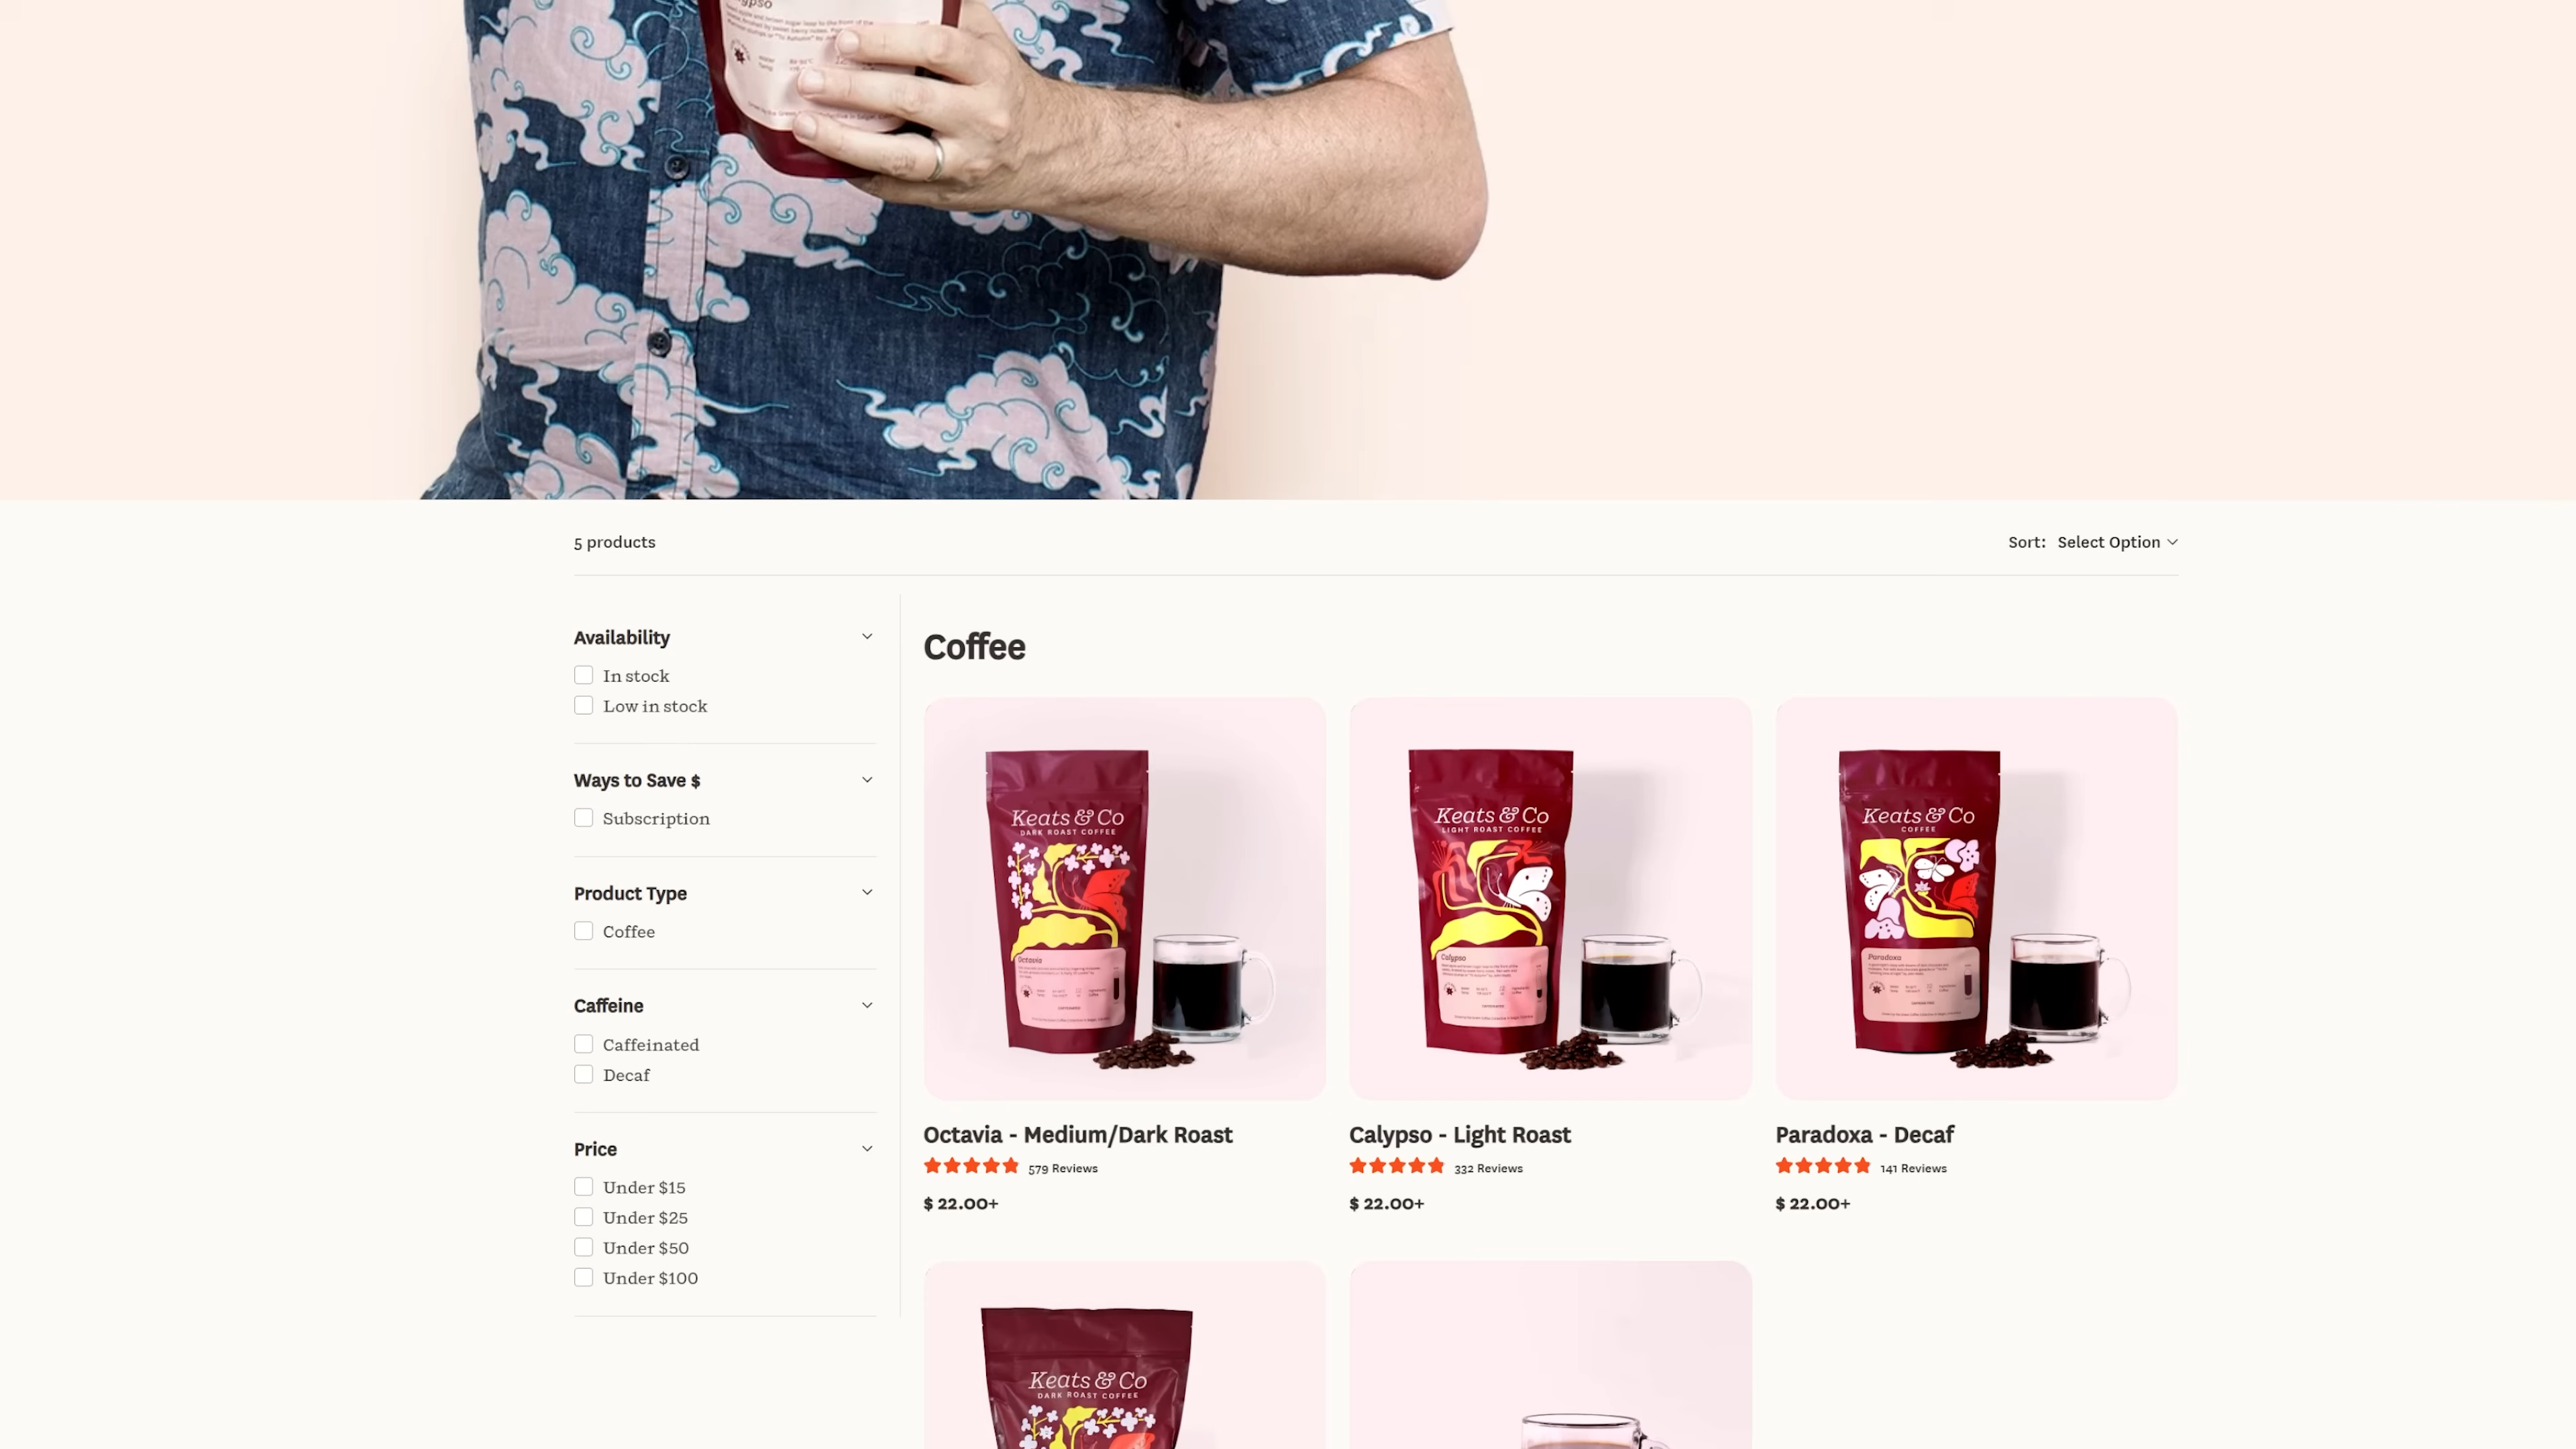 5 products
Sort: Select Option
Availability
In stock
Low in stock
Ways to Save $
Subscription
Product Type
Coffee
Caffeine
Caffeinated
Decaf
Price
Under $15
Under $25
Under $50
Under $100
Coffee
Keats & Co
DARK ROAST COFFEE
Octavia
Octavia - Medium/Dark Roast
579 Reviews
$ 22.00+
Keats & Co
LIGHT ROAST COFFEE
Calypso
Calypso - Light Roast
332 Reviews
$ 22.00+
Keats & Co
COFFEE
Paradoxa
Paradoxa - Decaf
141 Reviews
$ 22.00+
Keats & Co
DARK ROAST COFFEE